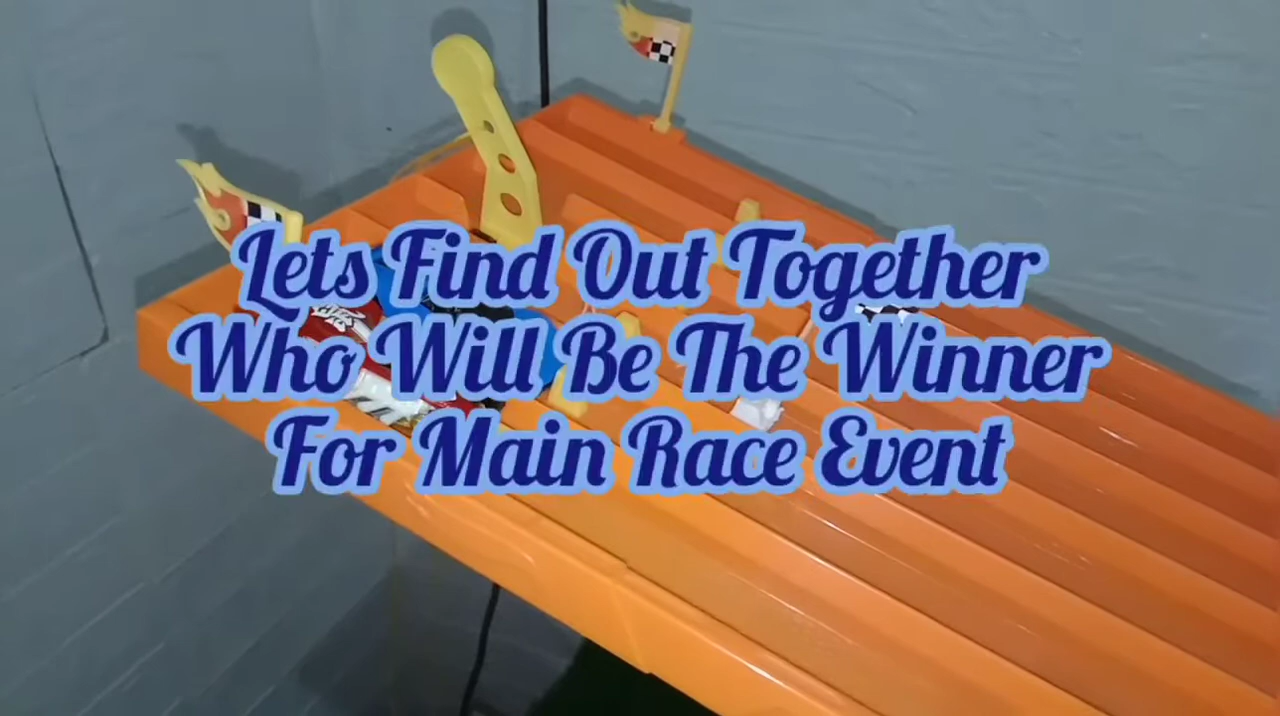 Lets Find Out Together
Who Will Be The Winner
For Main Race Event